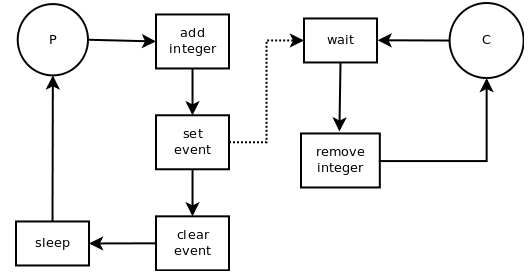 P
add
integer
wait
C
set
event
remove
integer
sleep
clear
event